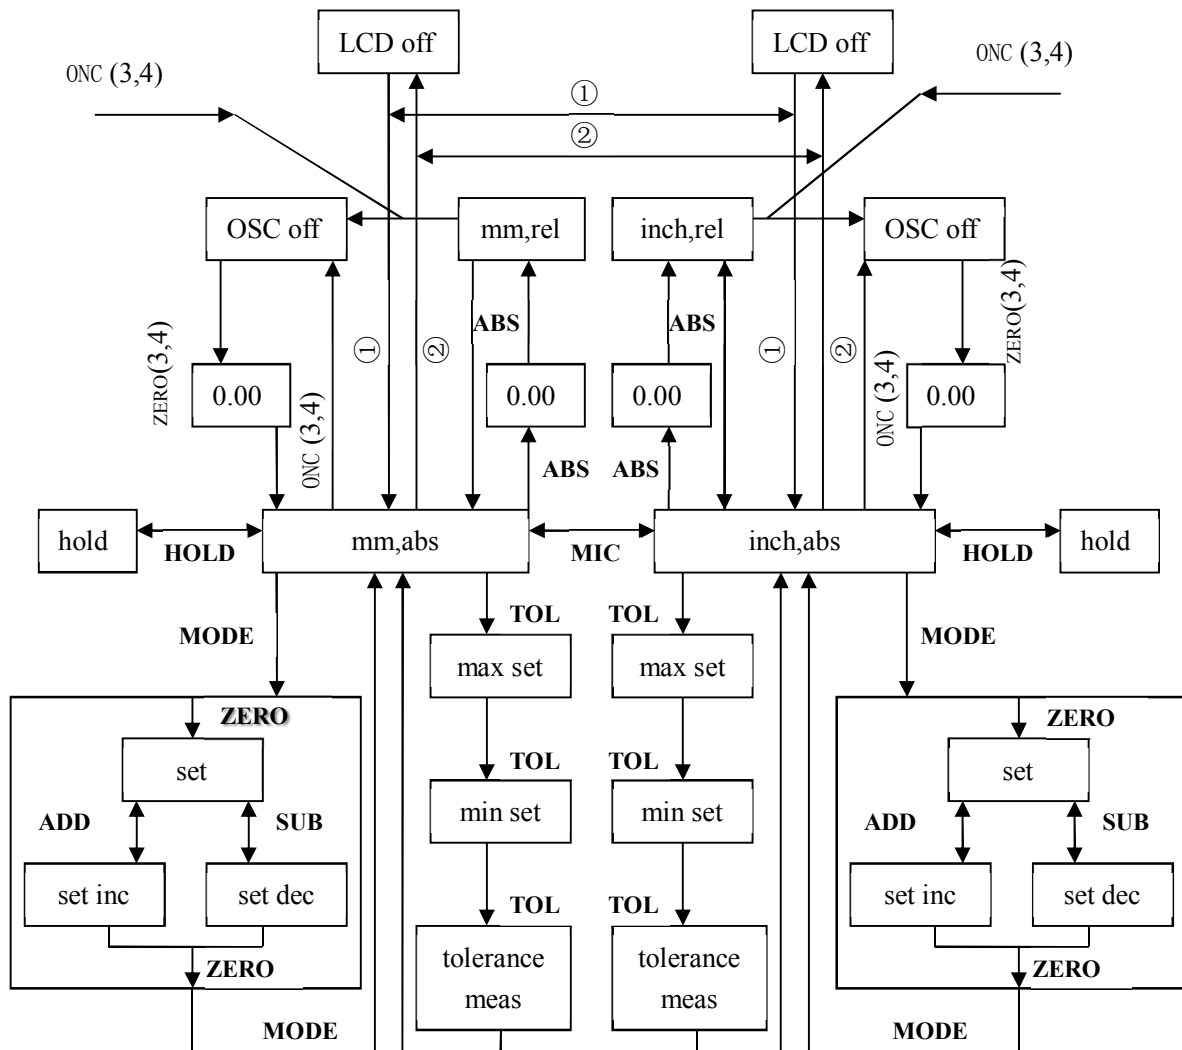 LCD off
LCD off
ONC (3,4)
ONC (3,4)
①
②
OSC off
mm,rel
inch,rel
OSC off
ZERO(3,4)
①
②
ABS
ABS
①
②
ZERO(3,4)
0.00
0.00
0.00
0.00
ONC (3,4)
ONC (3,4)
ABS
ABS
hold
HOLD
mm,abs
MIC
inch,abs
HOLD
hold
MODE
TOL
TOL
MODE
max set
max set
ZERO
ZERO
set
TOL
TOL
set
ADD
SUB
min set
min set
ADD
SUB
set inc
set dec
TOL
TOL
set inc
set dec
ZERO
tolerance
meas
tolerance
meas
ZERO
MODE
MODE